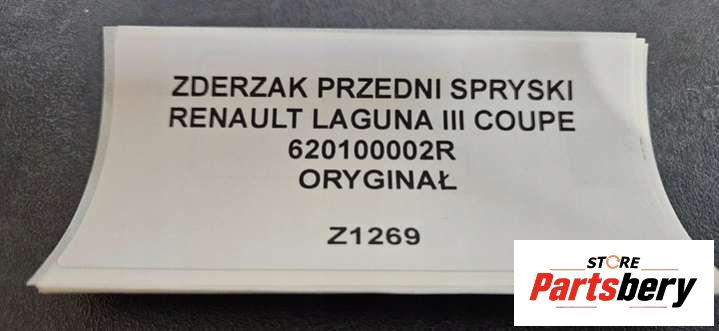 ZDERZAK PRZEDNI SPRYSKI
RENAULT LAGUNA III COUPE
620100002R
ORYGINAŁ
Z1269
STORE
Partsbery